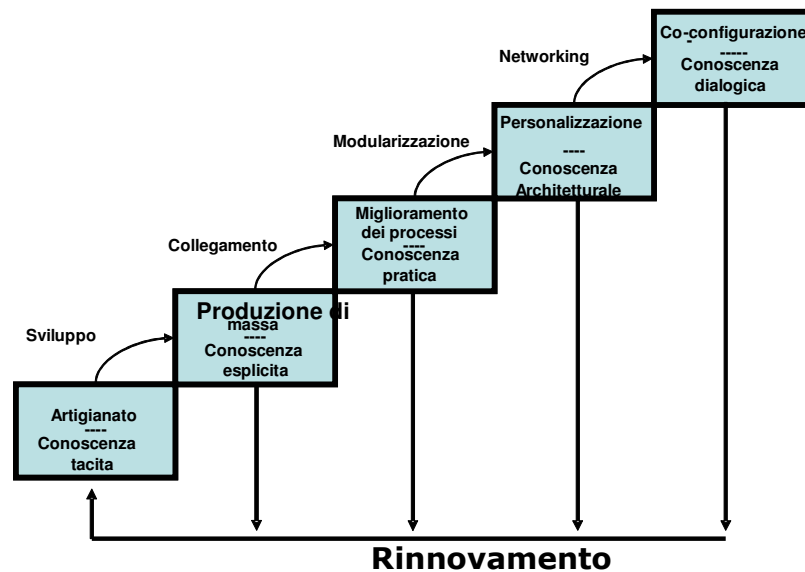 Co-configurazione
-----
Conoscenza
dialogica
Networking
Personalizzazione
----
Conoscenza
Architetturale
Modularizzazione
Miglioramento
dei processi
----
Conoscenza
pratica
Collegamento
Produzione di
massa
----
Conoscenza
esplicita
Sviluppo
Artigianato
----
Conoscenza
tacita
Rinnovamento